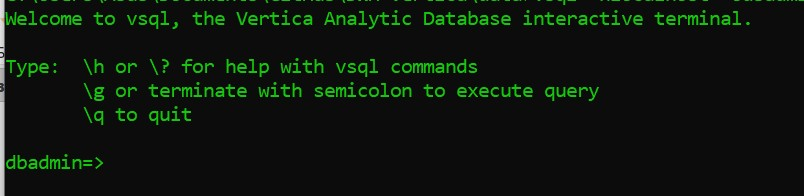 Welcome to vsql, the Vertica Analytic Database interactive terminal.
Type:  \h or \? for help with vsql commands
       \g or terminate with semicolon to execute query
       \q to quit
dbadmin=>